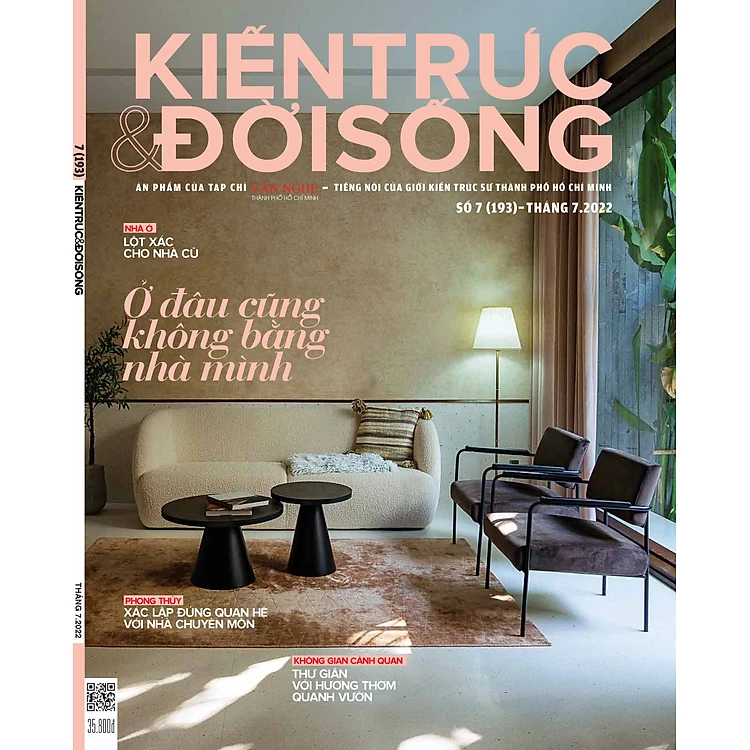 KIẾNTRÚC
&ĐỜISỐNG
ẤN PHẨM CỦA TẠP CHÍ VĂN NGHỆ – TIẾNG NÓI CỦA GIỚI KIẾN TRÚC SƯ THÀNH PHỐ HỒ CHÍ MINH
THÀNH PHỐ HỒ CHÍ MINH
SỐ 7 (193)–THÁNG 7.2022
NHÀ Ở
LỘT XÁC
CHO NHÀ CŨ
Ở đâu cũng
không bằng
nhà mình
PHONG THỦY
XÁC LẬP ĐÚNG QUAN HỆ
VỚI NHÀ CHUYÊN MÔN
KHÔNG GIAN CẢNH QUAN
THƯ GIÃN
VỚI HƯƠNG THƠM
QUANH VƯỜN
7 (193) KIẾNTRÚC&ĐỜISỐNG
THÁNG 7.2022
35.800đ